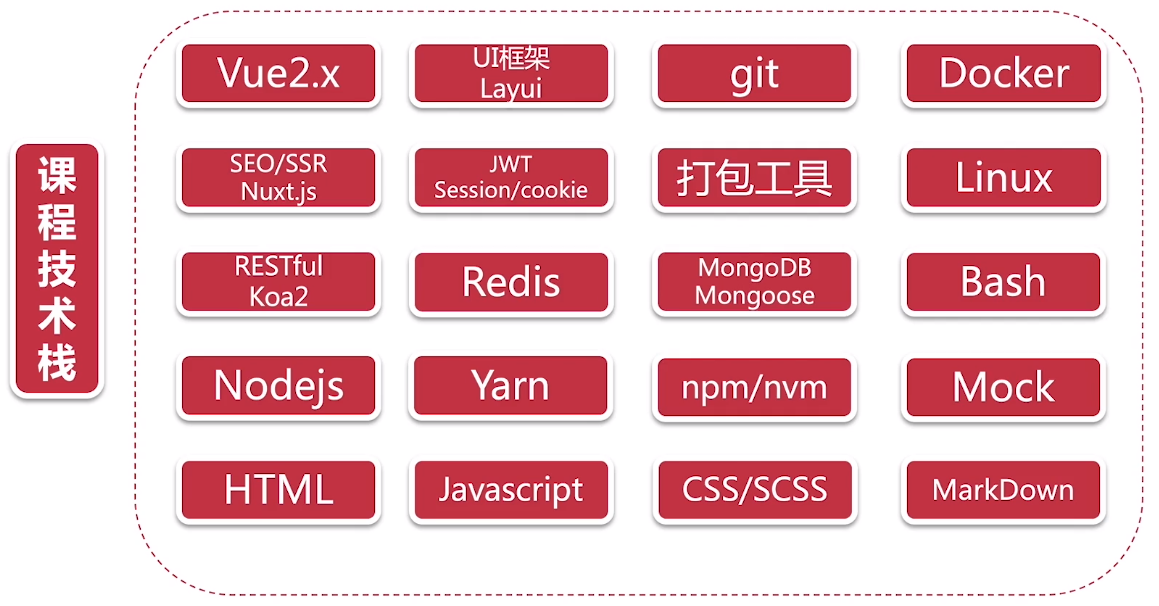 课程技术栈
Vue2.x
UI框架
Layui
git
Docker
SEO/SSR
Nuxt.js
JWT
Session/cookie
打包工具
Linux
RESTful
Koa2
Redis
MongoDB
Mongoose
Bash
Nodejs
Yarn
npm/nvm
Mock
HTML
Javascript
CSS/SCSS
MarkDown